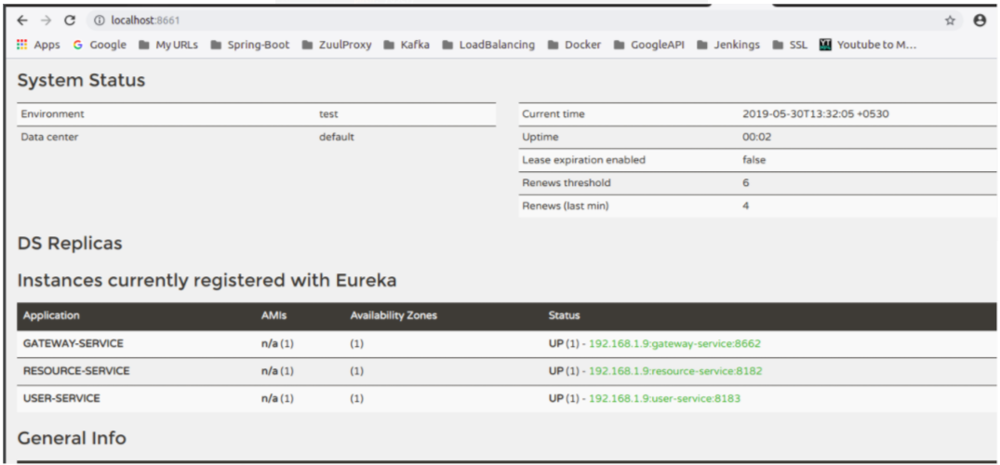 localhost:8661
Apps Google My URLs Spring-Boot ZuulProxy Kafka LoadBalancing Docker GoogleAPI Jenkings SSL Youtube to M...
System Status
Environment test
Data center default
Current time 2019-05-30T13:32:05 +0530
Uptime 00:02
Lease expiration enabled false
Renews threshold 6
Renews (last min) 4
DS Replicas
Instances currently registered with Eureka
Application AMIs Availability Zones Status
GATEWAY-SERVICE n/a (1) (1) UP (1) - 192.168.1.9:gateway-service:8662
RESOURCE-SERVICE n/a (1) (1) UP (1) - 192.168.1.9:resource-service:8182
USER-SERVICE n/a (1) (1) UP (1) - 192.168.1.9:user-service:8183
General Info